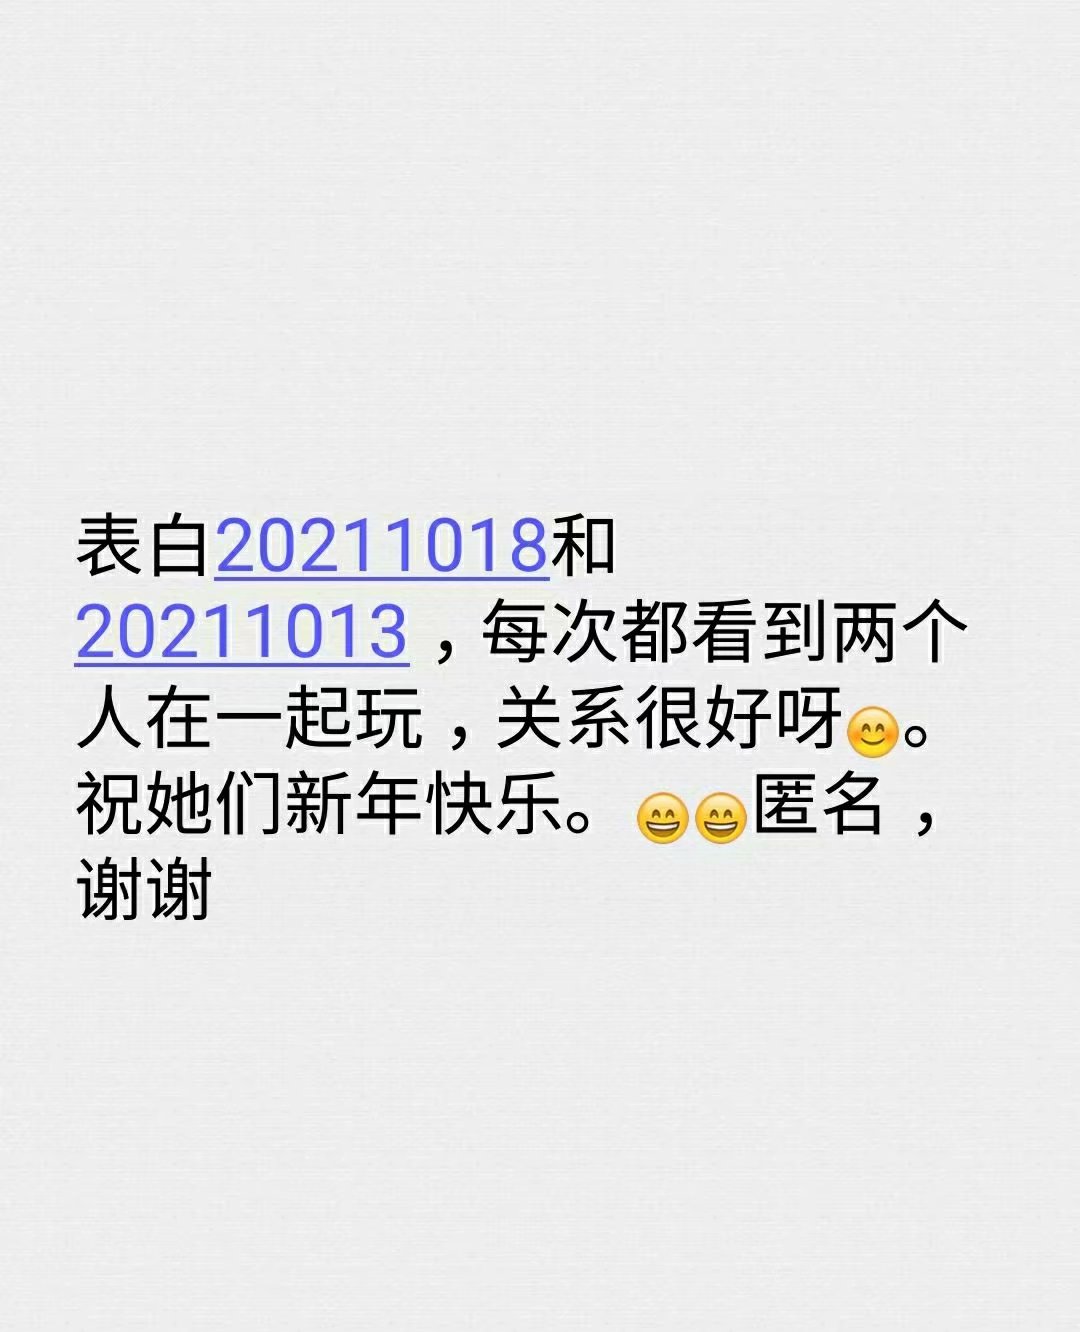 表白20211018和
20211013，每次都看到两个
人在一起玩，关系很好呀😊。
祝她们新年快乐。😄😄匿名，
谢谢